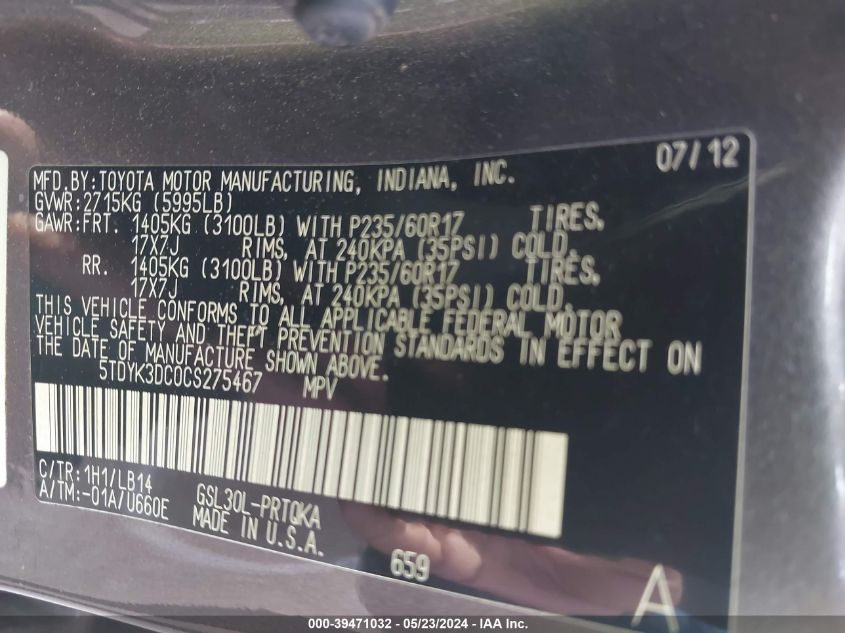 07/12
MFD.BY:TOYOTA MOTOR MANUFACTURING, INDIANA, INC.
GVWR:2715KG (5995LB)
GAWR:FRT. 1405KG (3100LB) WITH P235/60R17 TIRES,
17X7J RIMS, AT 240KPA (35PSI) COLD.
RR. 1405KG (3100LB) WITH P235/60R17 TIRES,
17X7J RIMS, AT 240KPA (35PSI) COLD.
THIS VEHICLE CONFORMS TO ALL APPLICABLE FEDERAL MOTOR
VEHICLE SAFETY AND THEFT PREVENTION STANDARDS IN EFFECT ON
THE DATE OF MANUFACTURE SHOWN ABOVE.
5TDYK3DC0CS275467 MPV
C/TR:1H1/LB14
A/TM:-01A/U660E
GSL30L-PRTQKA
MADE IN U.S.A.
659
A
000-39471032 - 05/23/2024 - IAA Inc.